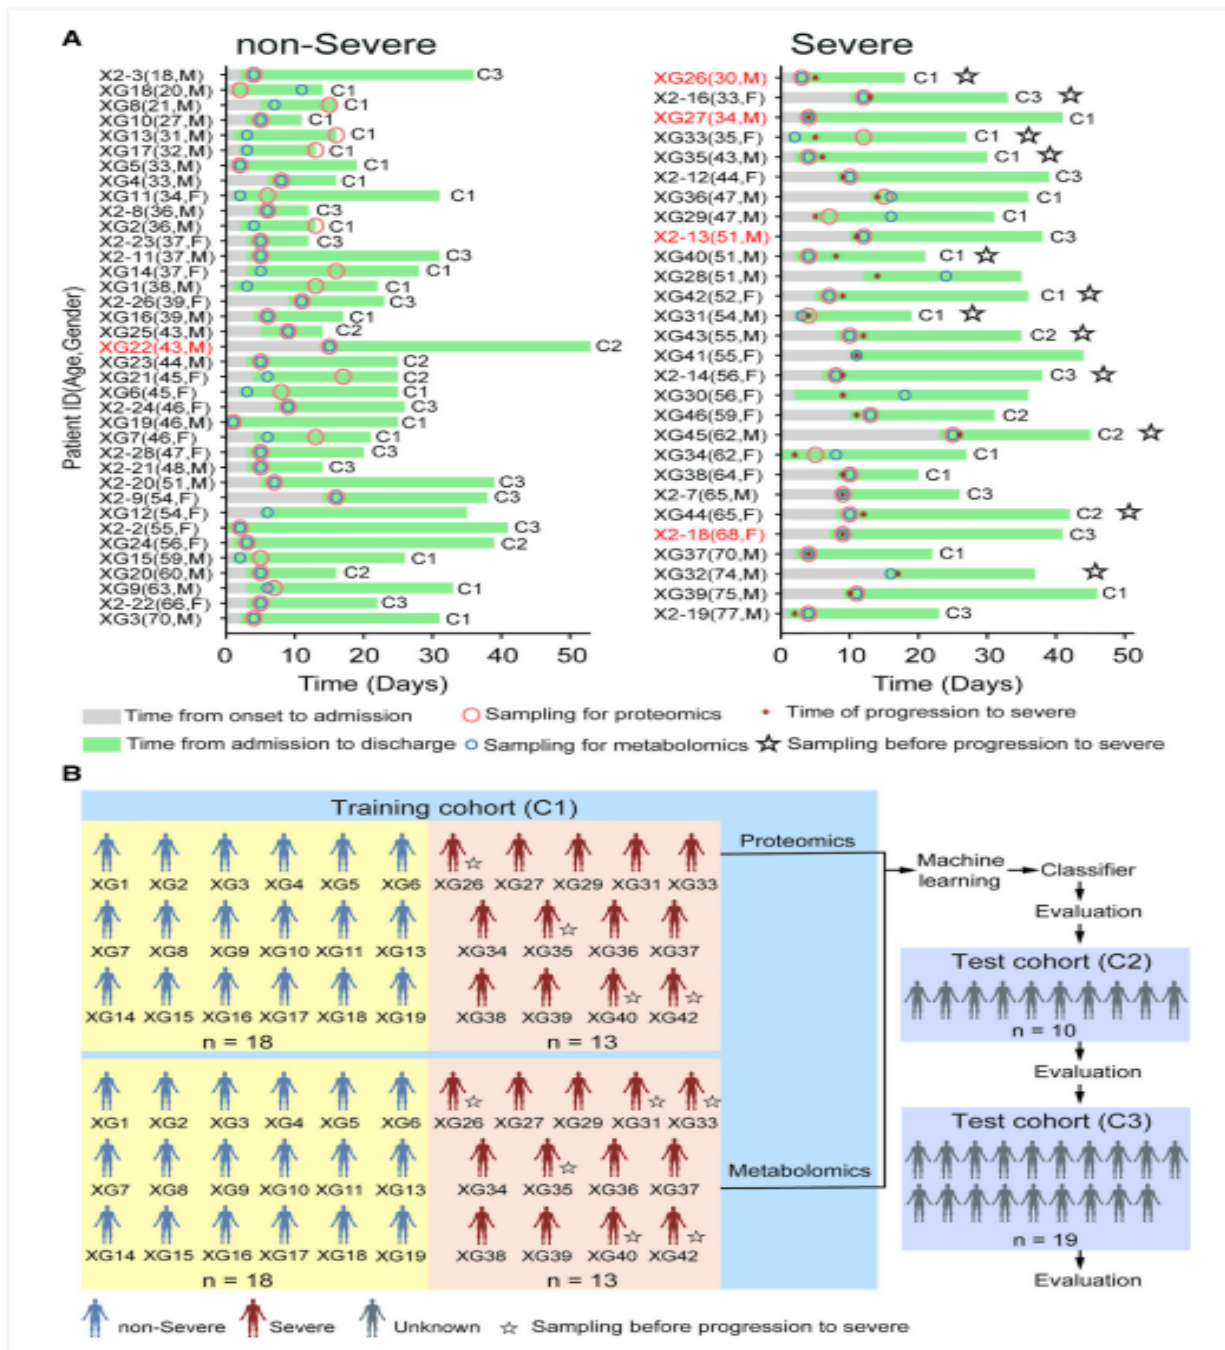 A
non-Severe
Severe
Patient ID(Age,Gender)
X2-3(18,M)
C3
XG18(20,M)
C1
XG8(21,M)
C1
XG10(27,M)
C1
XG13(31,M)
C1
XG17(32,M)
C1
XG5(33,M)
C1
XG4(33,M)
C1
XG11(34,F)
C1
X2-8(36,M)
C3
XG2(36,M)
C1
X2-23(37,F)
C3
X2-11(37,M)
C3
XG14(37,F)
C1
XG1(38,M)
C1
X2-26(39,F)
C3
XG16(39,M)
C1
XG25(43,M)
C2
XG22(43,M)
C2
XG23(44,M)
C2
XG21(45,F)
C2
XG6(45,F)
C1
X2-24(46,F)
C3
XG19(46,M)
C1
XG7(46,F)
C1
X2-28(47,F)
C3
X2-21(48,M)
C3
X2-20(51,M)
C3
X2-9(54,F)
C3
XG12(54,F)
X2-2(55,F)
C3
XG24(56,F)
C2
XG15(59,M)
C1
XG20(60,M)
C2
XG9(63,M)
C1
X2-22(66,F)
C3
XG3(70,M)
C1
0 10 20 30 40 50
Time (Days)
XG26(30,M)
C1
X2-16(33,F)
C3
XG27(34,M)
C1
XG33(35,F)
C1
XG35(43,M)
C1
X2-12(44,F)
C3
XG36(47,M)
C1
XG29(47,M)
C1
X2-13(51,M)
C3
XG40(51,M)
C1
XG28(51,M)
XG42(52,F)
C1
XG31(54,M)
C1
XG43(55,M)
C2
XG41(55,F)
X2-14(56,F)
C3
XG30(56,F)
XG46(59,F)
C2
XG45(62,M)
C2
XG34(62,F)
C1
XG38(64,F)
C1
X2-7(65,M)
C3
XG44(65,F)
C2
X2-18(68,F)
C3
XG37(70,M)
C1
XG32(74,M)
XG39(75,M)
C1
X2-19(77,M)
C3
0 10 20 30 40 50
Time (Days)
Time from onset to admission
Sampling for proteomics
Time of progression to severe
Time from admission to discharge
Sampling for metabolomics
Sampling before progression to severe
B
Training cohort (C1)
XG1 XG2 XG3 XG4 XG5 XG6 XG26 XG27 XG29 XG31 XG33
XG7 XG8 XG9 XG10 XG11 XG13 XG34 XG35 XG36 XG37
XG14 XG15 XG16 XG17 XG18 XG19 XG38 XG39 XG40 XG42
n = 18
n = 13
Proteomics
XG1 XG2 XG3 XG4 XG5 XG6 XG26 XG27 XG29 XG31 XG33
XG7 XG8 XG9 XG10 XG11 XG13 XG34 XG35 XG36 XG37
XG14 XG15 XG16 XG17 XG18 XG19 XG38 XG39 XG40 XG42
n = 18
n = 13
Metabolomics
Machine
learning
Classifier
Evaluation
Test cohort (C2)
n = 10
Evaluation
Test cohort (C3)
n = 19
Evaluation
non-Severe
Severe
Unknown
Sampling before progression to severe